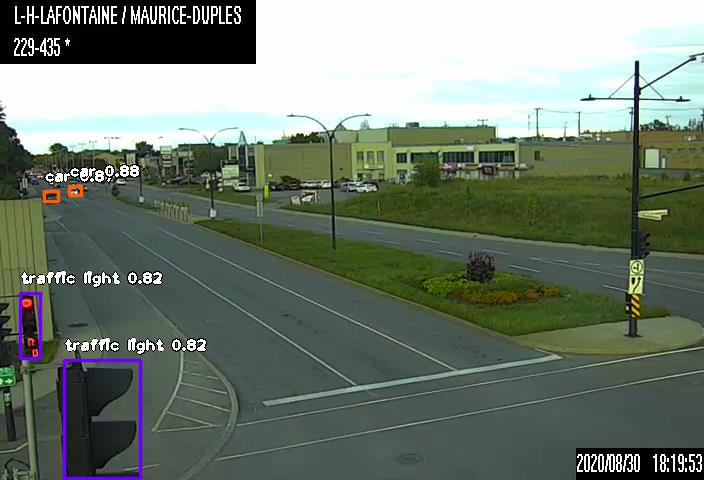 L-H-LAFONTAINE / MAURICE-DUPLES
229-435 *
car 0.88
traffic light 0.82
traffic light 0.82
2020/08/30 18:19:53